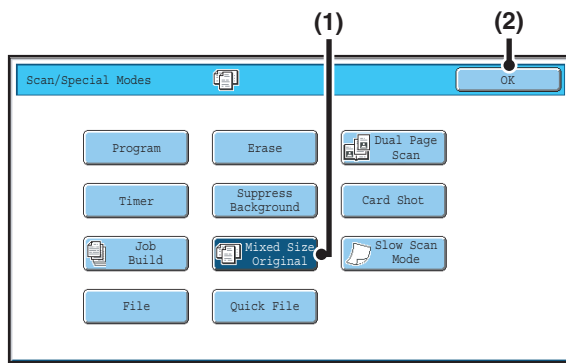 (1) (2)
Scan/Special Modes OK
Program Erase Dual Page
Scan
Timer Suppress
Background Card Shot
Job
Build Mixed Size
Original Slow Scan
Mode
File Quick File